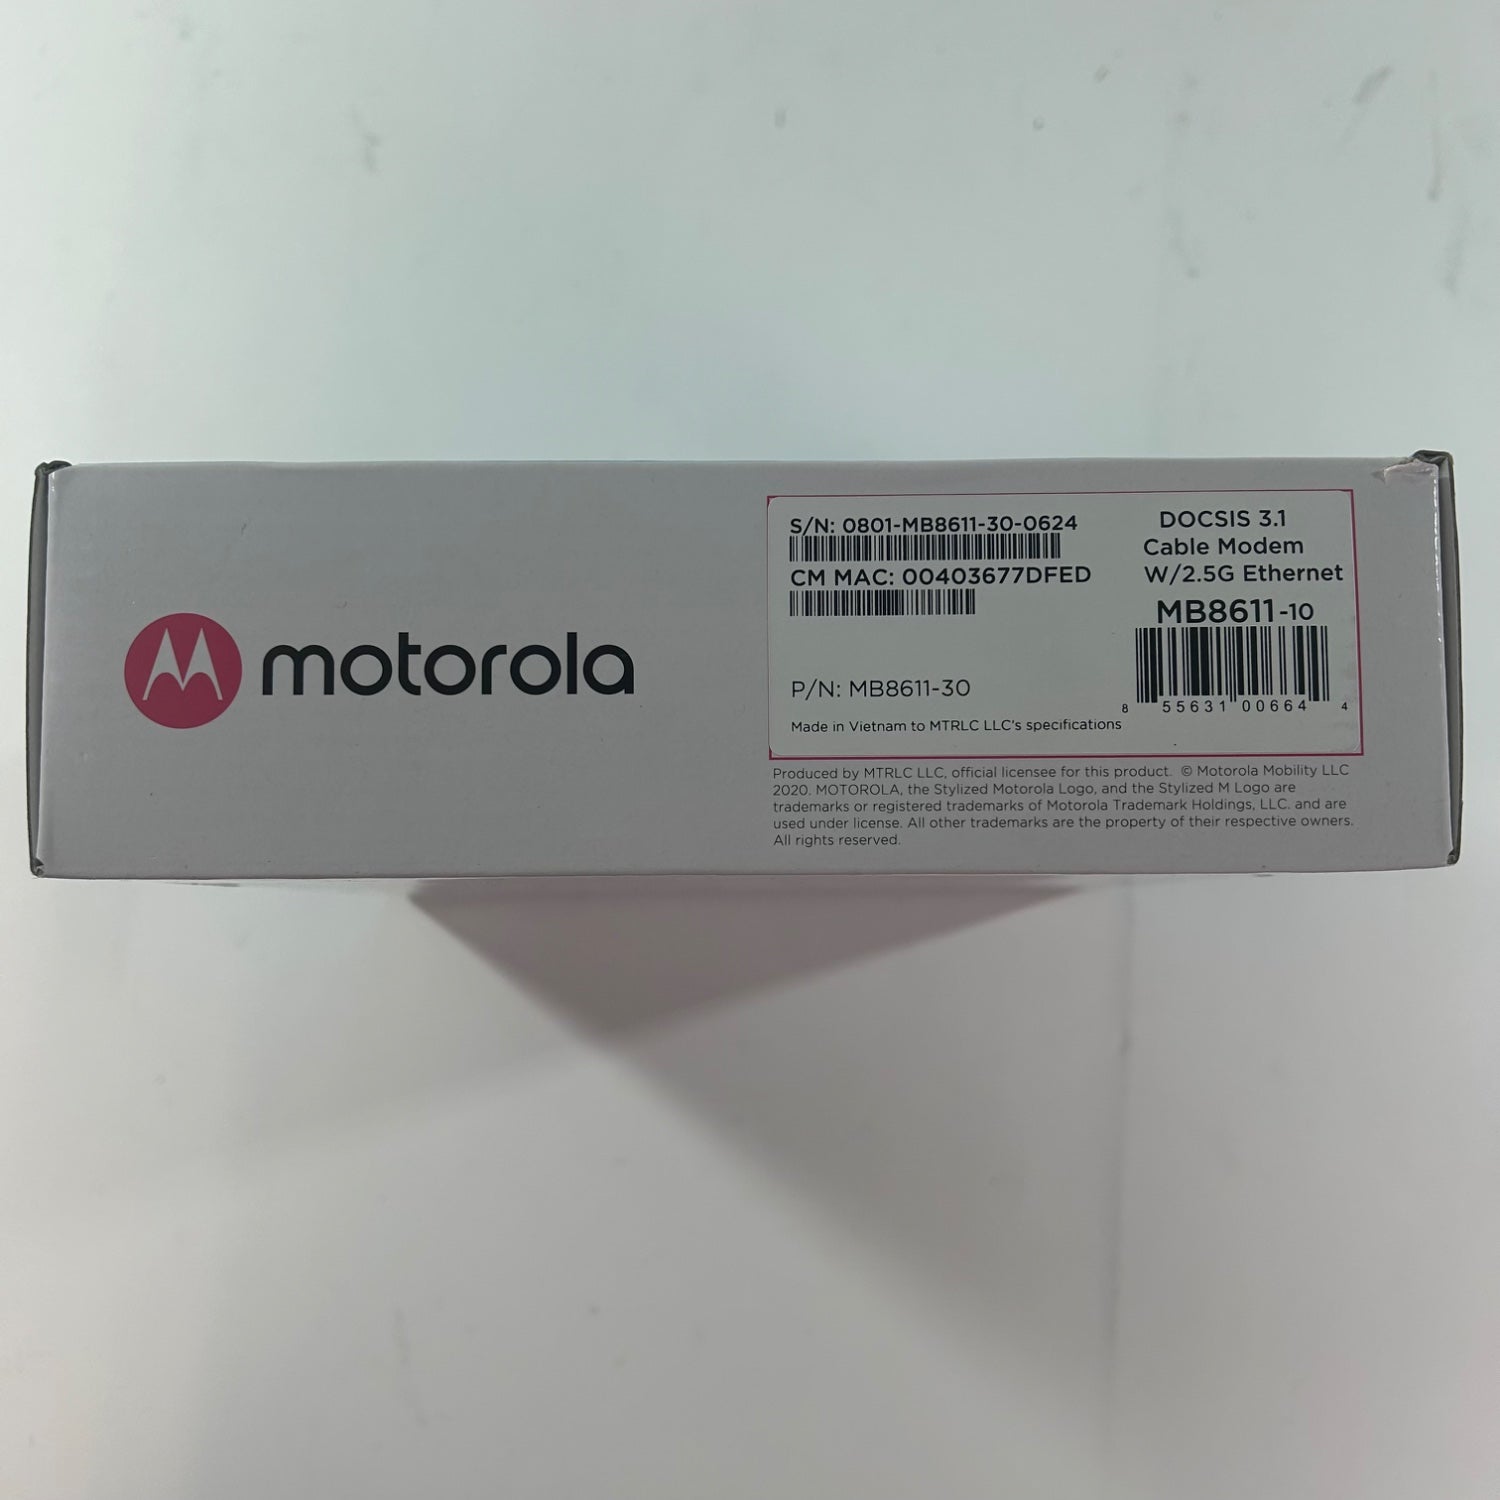 motorola
S/N: 0801-MB8611-30-0624
CM MAC: 00403677DFED
P/N: MB8611-30
Made in Vietnam to MTRLC LLC's specifications
DOCSIS 3.1
Cable Modem
W/2.5G Ethernet
MB8611-10
8 55631 00664 4
Produced by MTRLC LLC, official licensee for this product. © Motorola Mobility LLC
2020. MOTOROLA, the Stylized Motorola Logo, and the Stylized M Logo are
trademarks or registered trademarks of Motorola Trademark Holdings, LLC. and are
used under license. All other trademarks are the property of their respective owners.
All rights reserved.